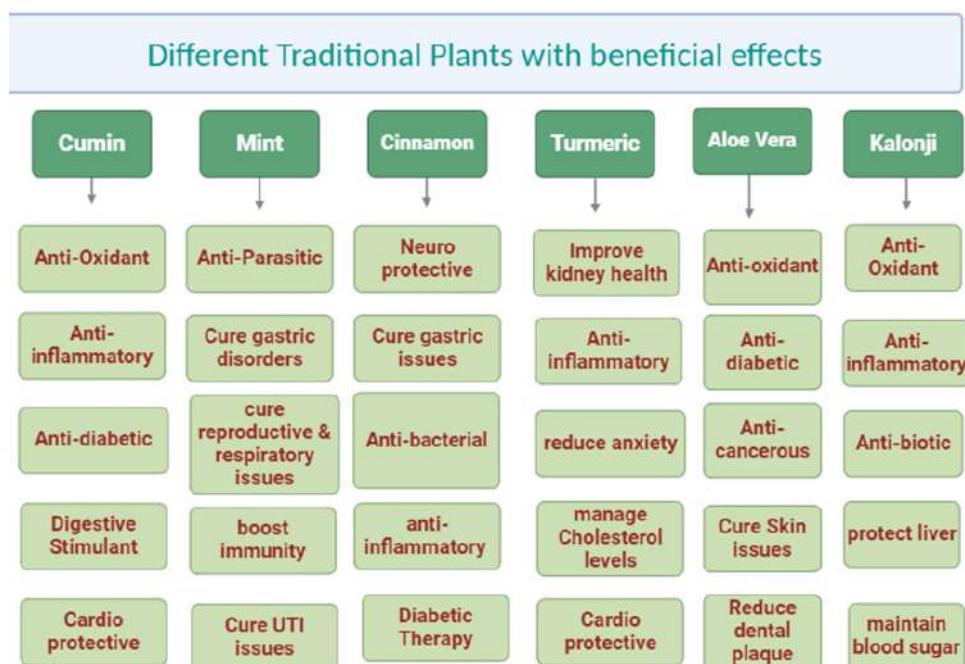 Different Traditional Plants with beneficial effects
Cumin
Mint
Cinnamon
Turmeric
Aloe Vera
Kalonji
Anti-Oxidant
Anti-Parasitic
Neuro
protective
Improve
kidney health
Anti-oxidant
Anti-
Oxidant
Anti-
inflammatory
Cure gastric
disorders
Cure gastric
issues
Anti-
inflammatory
Anti-
diabetic
Anti-
inflammatory
Anti-diabetic
cure
reproductive &
respiratory
issues
Anti-bacterial
reduce anxiety
Anti-
cancerous
Anti-biotic
Digestive
Stimulant
boost
immunity
anti-
inflammatory
manage
Cholesterol
levels
Cure Skin
issues
protect liver
Cardio
protective
Cure UTI
issues
Diabetic
Therapy
Cardio
protective
Reduce
dental
plaque
maintain
blood sugar